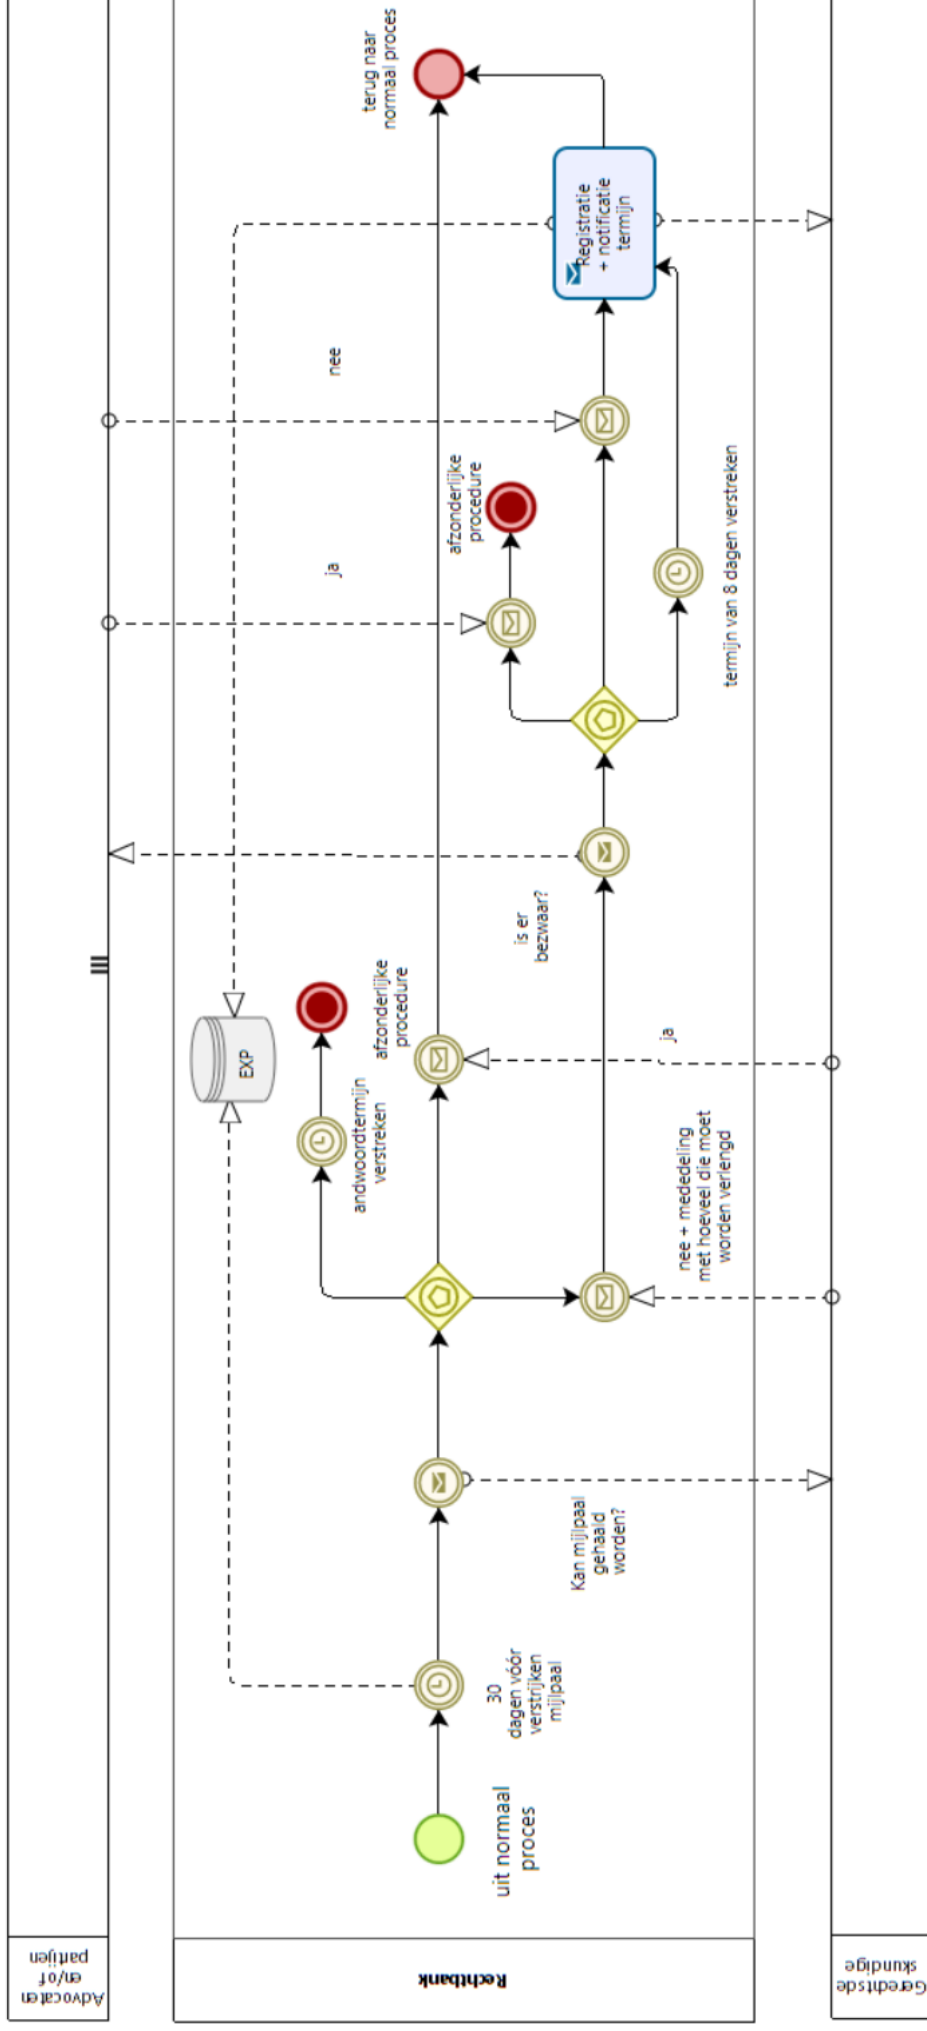 Advocaten
en/of
partijen
Rechtbank
Gerechtsde
skundige
uit normaal
proces
30
dagen vóór
verstrijken
mijlpaal
Kan mijlpaal
gehaald
worden?
andwoordtermijn
verstreken
afzonderlijke
procedure
EXP
nee + mededeling
met hoeveel die moet
worden verlengd
ja
is er
bezwaar?
ja
afzonderlijke
procedure
termijn van 8 dagen verstreken
nee
Registratie
+ notificatie
termijn
terug naar
normaal proces